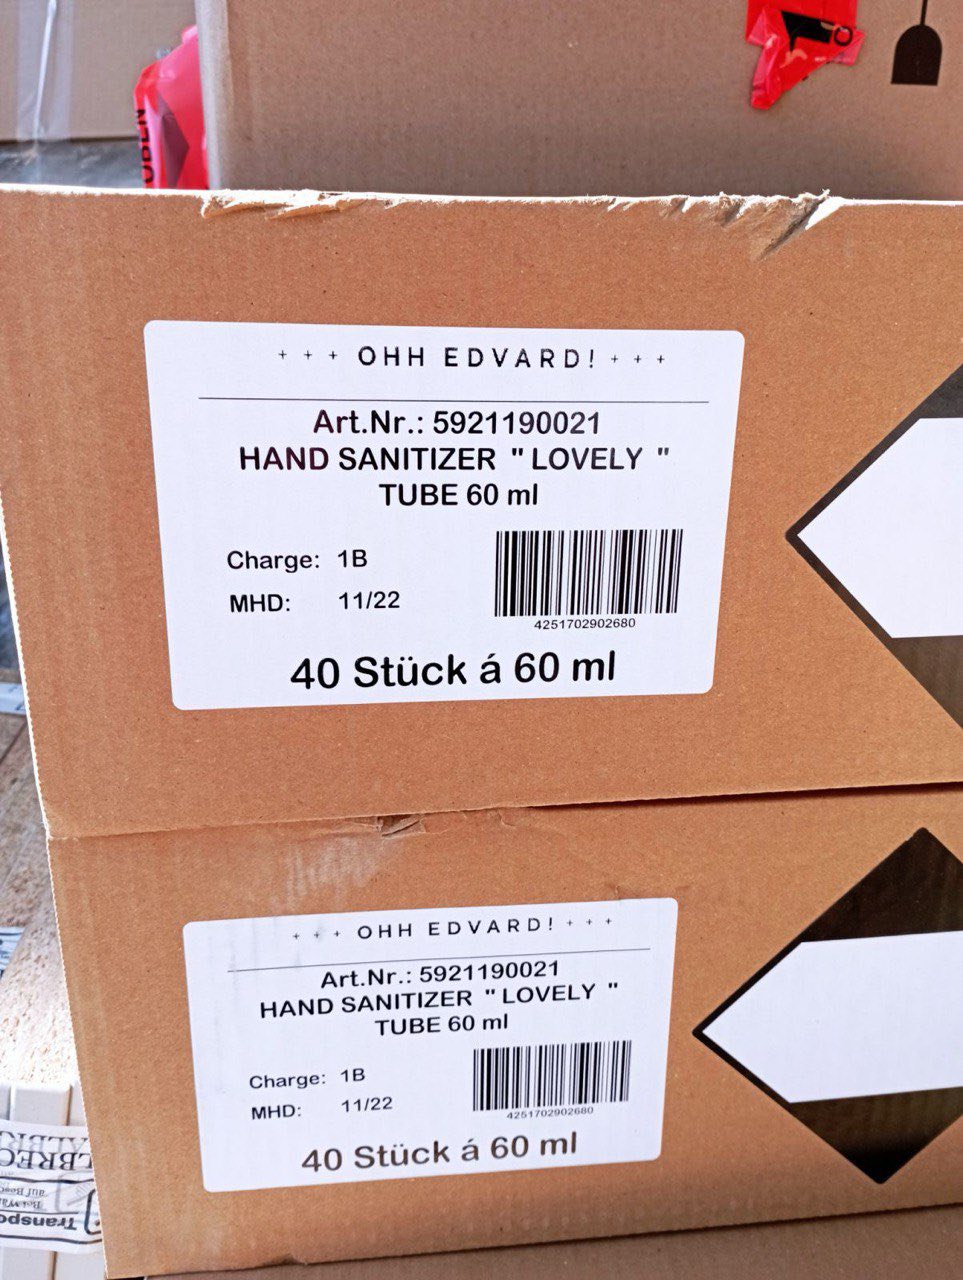 OBEN
+ + + OHH EDVARD! + + +
Art.Nr.: 5921190021
HAND SANITIZER " LOVELY "
TUBE 60 ml
Charge: 1B
MHD: 11/22
4251702902680
40 Stück á 60 ml
+ + + OHH EDVARD! + + +
Art.Nr.: 5921190021
HAND SANITIZER " LOVELY "
TUBE 60 ml
Charge: 1B
MHD: 11/22
4251702902680
40 Stück á 60 ml